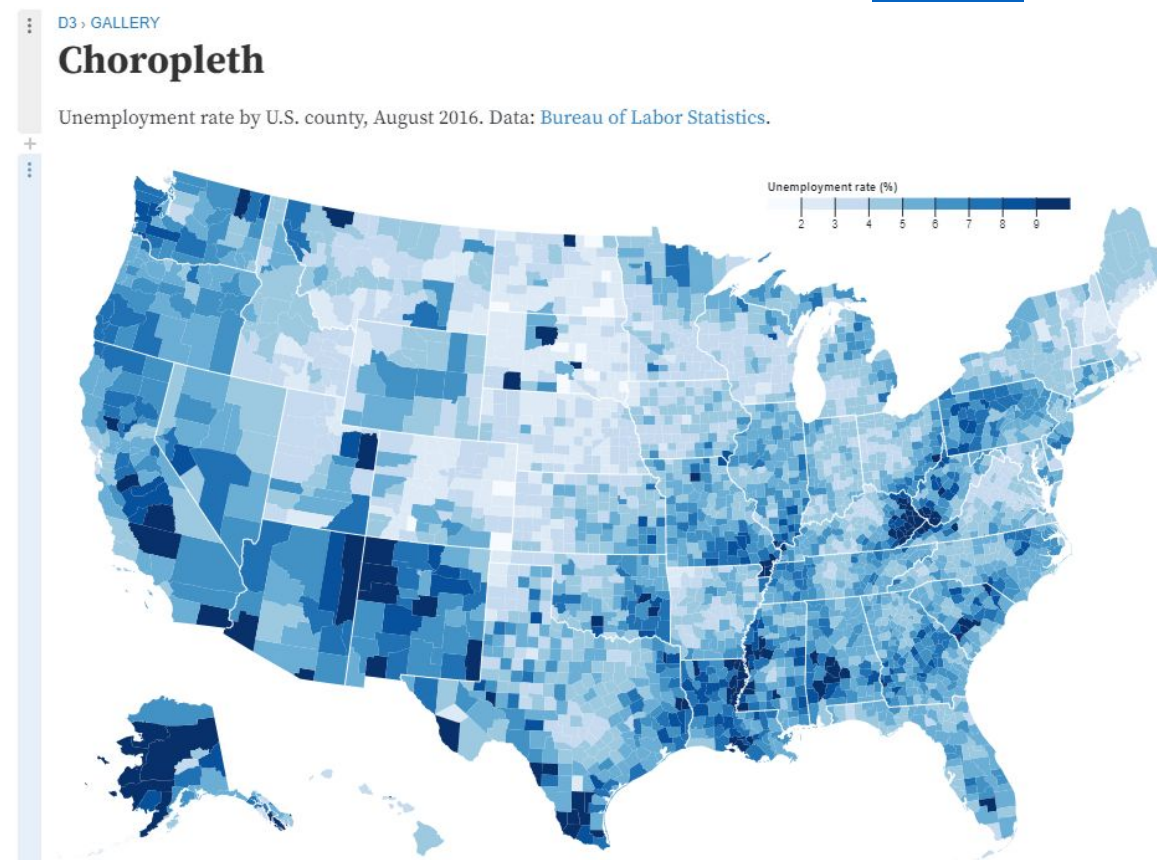 D3 › GALLERY
Choropleth
Unemployment rate by U.S. county, August 2016. Data: Bureau of Labor Statistics.
Unemployment rate (%)
2 3 4 5 6 7 8 9